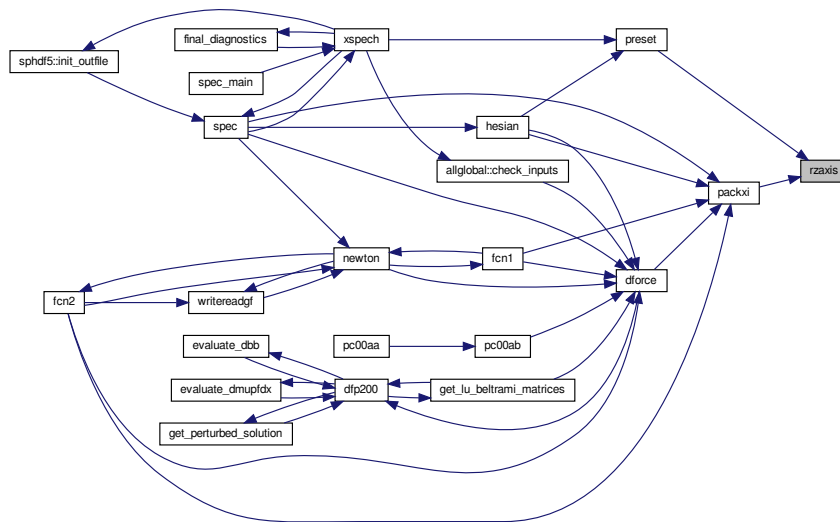 final_diagnostics
xspech
preset
sphdf5::init_outfile
spec_main
spec
hesian
allglobal::check_inputs
rzaxis
packxi
newton
fcn1
dforce
fcn2
writereadgf
evaluate_dbb
pc00aa
pc00ab
evaluate_dmupfdx
dfp200
get_lu_beltrami_matrices
get_perturbed_solution